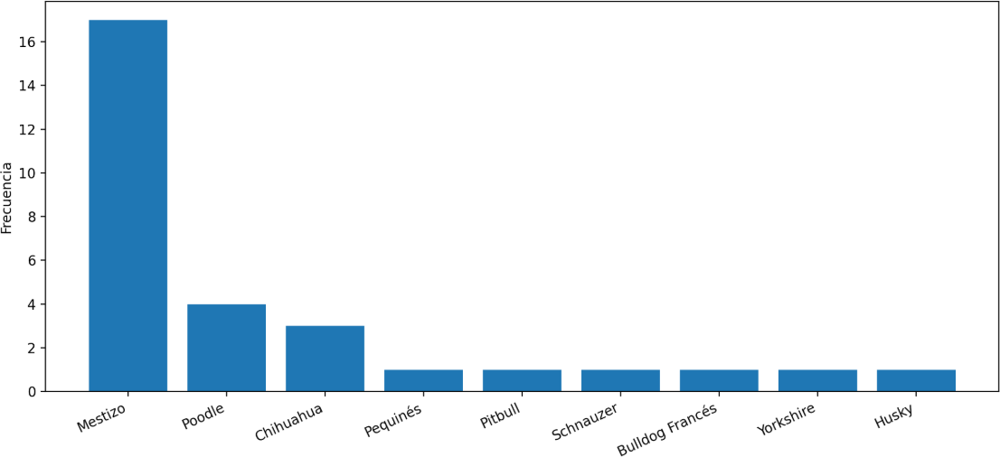 Frecuencia
16
14
12
10
8
6
4
2
0
Mestizo
Poodle
Chihuahua
Pequinés
Pitbull
Schnauzer
Bulldog Francés
Yorkshire
Husky